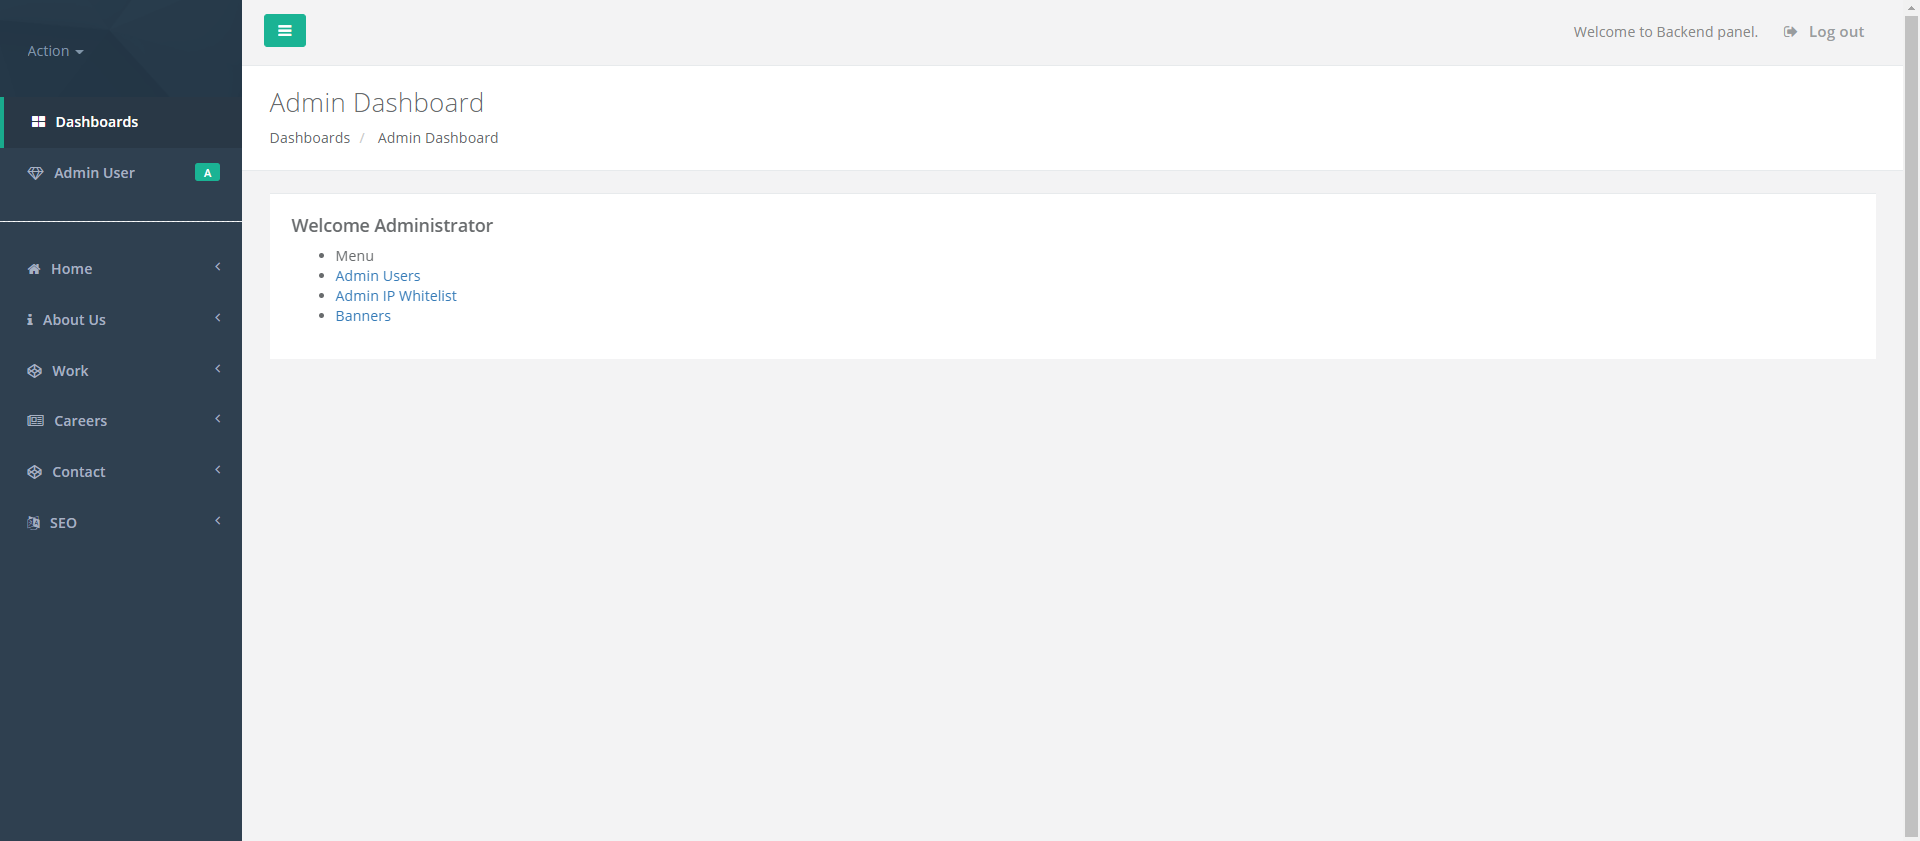 Action
Dashboards
Admin User A
Home
About Us
Work
Careers
Contact
SEO
Welcome to Backend panel. Log out
Admin Dashboard
Dashboards / Admin Dashboard
Welcome Administrator
Menu
Admin Users
Admin IP Whitelist
Banners